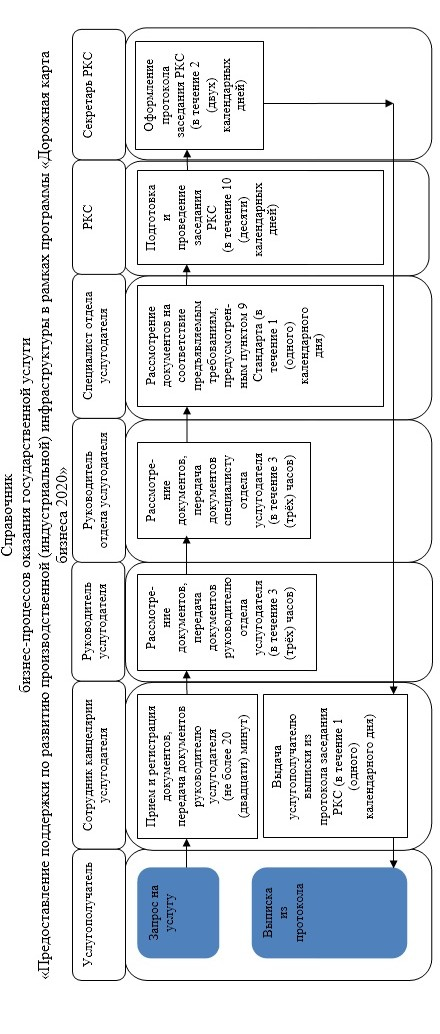 Справочник
бизнес-процессов оказания государственной услуги
«Предоставление поддержки по развитию производственной (индустриальной) инфраструктуры в рамках программы «Дорожная карта
бизнеса 2020»
Услугополучатель
Запрос на
услугу
Выписка
из
протокола
Сотрудник канцелярии
услугодателя
Прием и регистрация
документов,
передача документов
руководителю
услугодателя
(не более 20
(двадцати) минут)
Выдача
услугополучателю
выписки из
протокола заседания
РКС (в течение 1
(одного)
календарного дня)
Руководитель
услугодателя
Рассмотре-
ние
документов,
передача
документов
руководителю
отдела
услугодателя
(в течение 3
(трёх) часов)
Руководитель
отдела услугодателя
Рассмотре-
ние
документов,
передача
документов
специалисту
отдела
услугодателя
(в течение 3
(трёх) часов)
Специалист отдела
услугодателя
Рассмотрение
документов на
соответствие
предъявляемым
требованиям,
предусмотрен-
ным пунктом 9
Стандарта (в
течение 1
(одного)
календарного
дня)
РКС
Подготовка
и
проведение
заседания
РКС
(в течение 10
(десяти)
календарных
дней)
Секретарь РКС
Оформление
протокола
заседания РКС
(в течение 2
(двух)
календарных
дней)